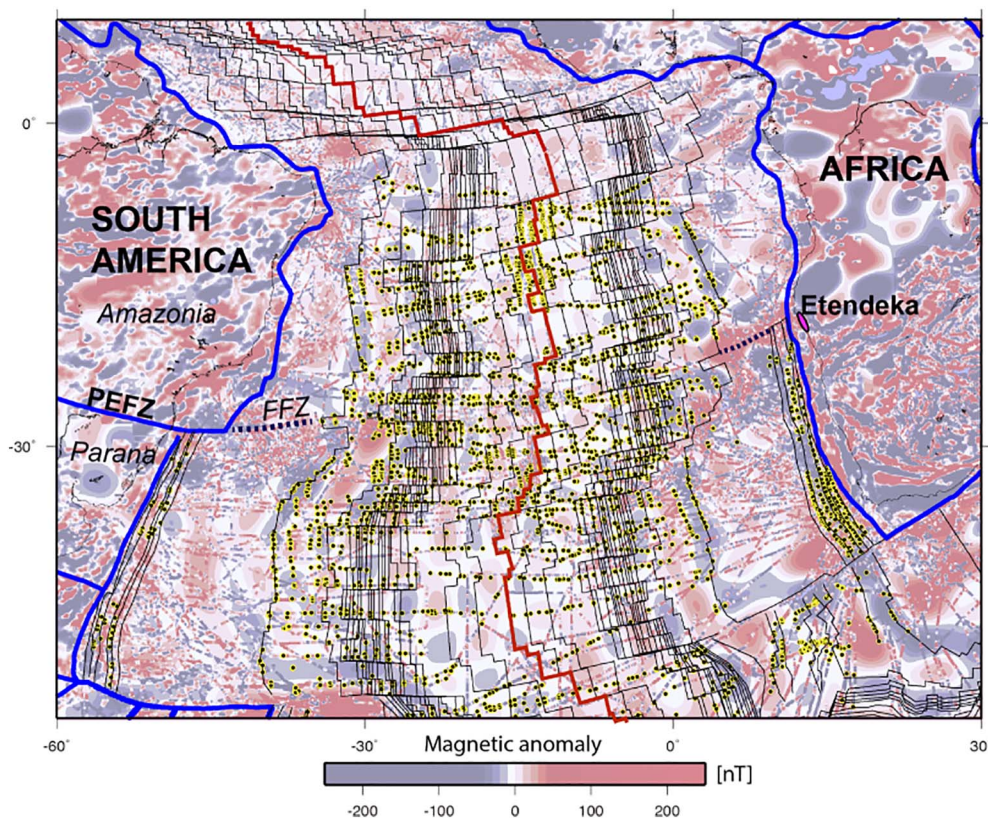 0°
AFRICA
SOUTH
AMERICA
Etendeka
Amazonia
PEFZ
FFZ
-30°
Parana
-60°
-30°
0°
30
Magnetic anomaly
[nT]
-200
-100
0
100
200